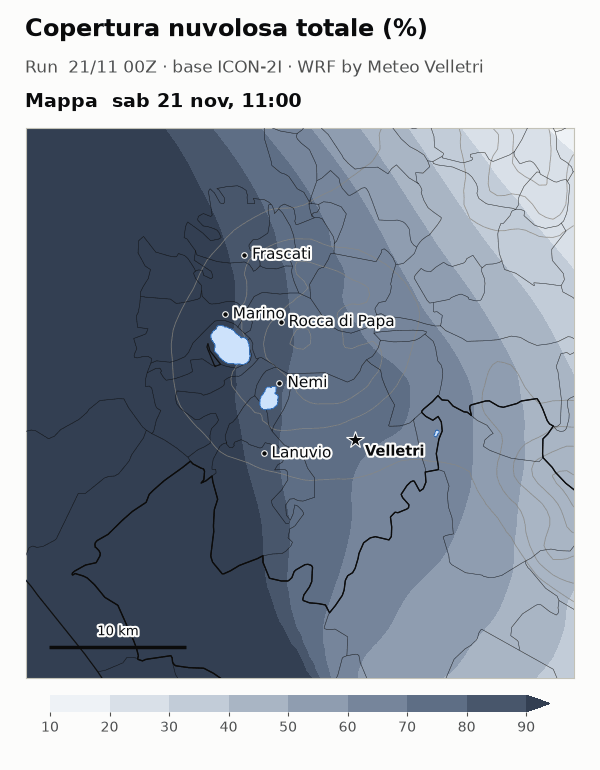 Copertura nuvolosa totale (%)
Run  21/11 00Z · base ICON-2I · WRF by Meteo Velletri
Mappa  sab 21 nov, 11:00
Frascati
Marino
Rocca di Papa
Nemi
Velletri
Lanuvio
10 km
10 20 30 40 50 60 70 80 90